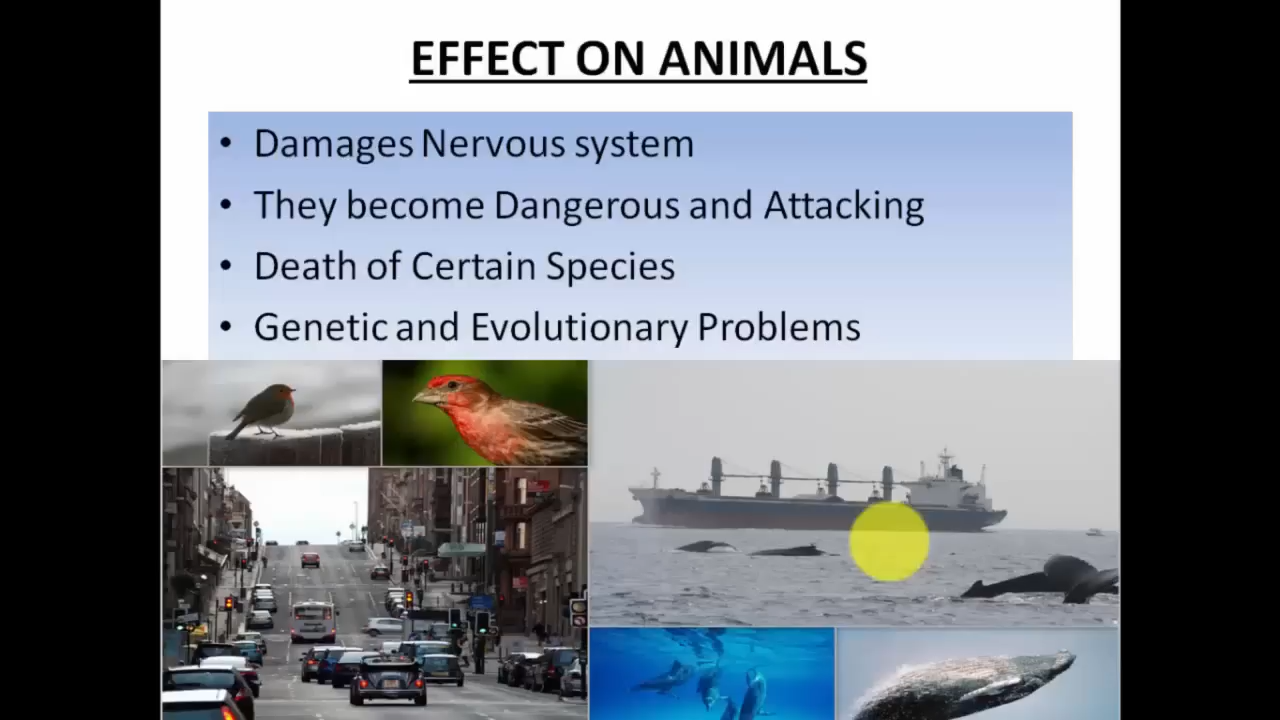 EFFECT ON ANIMALS
• Damages Nervous system
• They become Dangerous and Attacking
• Death of Certain Species
• Genetic and Evolutionary Problems